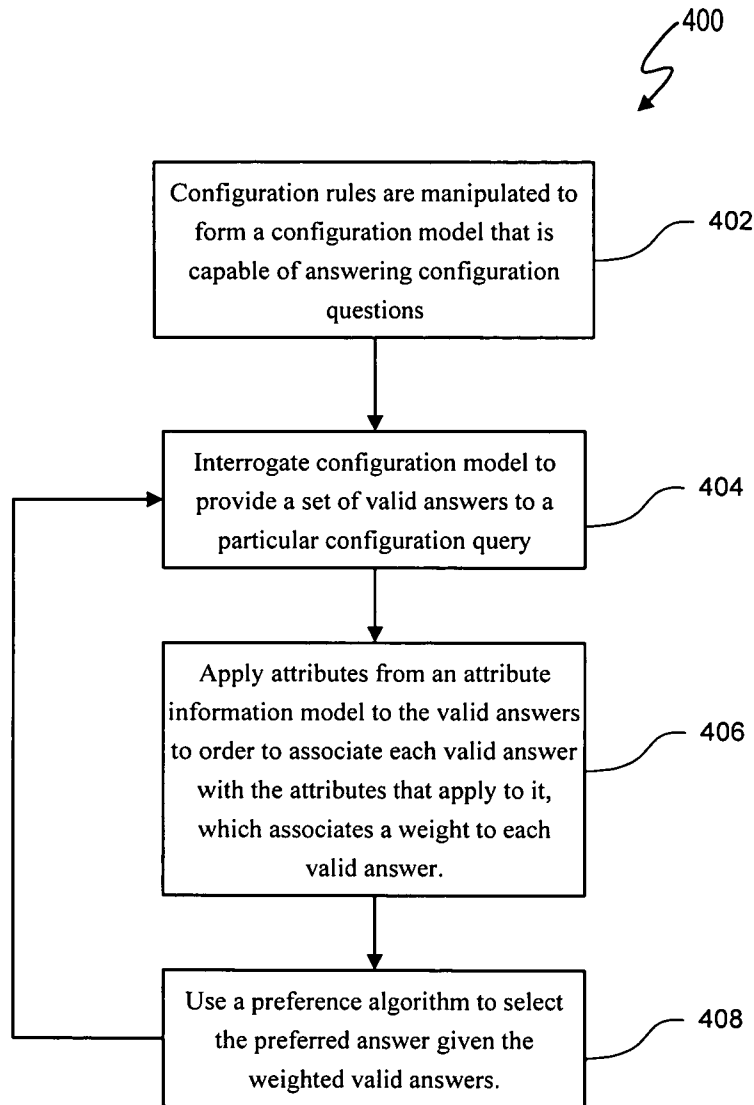 400
Configuration rules are manipulated to
form a configuration model that is
capable of answering configuration
questions
402
Interrogate configuration model to
provide a set of valid answers to a
particular configuration query
404
Apply attributes from an attribute
information model to the valid answers
to order to associate each valid answer
with the attributes that apply to it,
which associates a weight to each
valid answer.
406
Use a preference algorithm to select
the preferred answer given the
weighted valid answers.
408